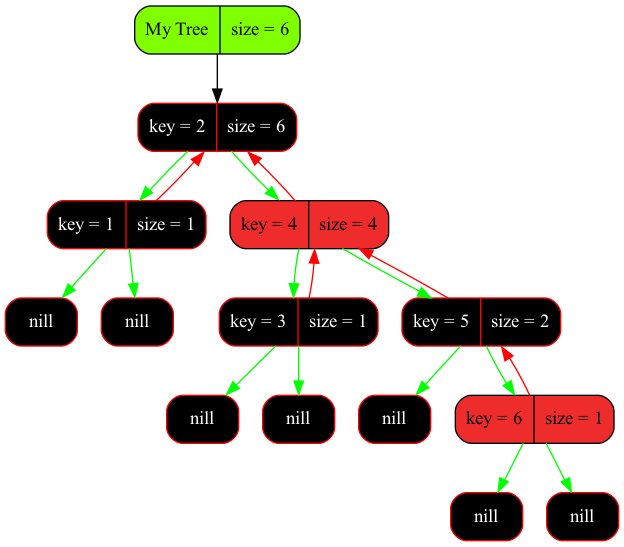 My Tree size = 6
key = 2 size = 6
key = 1 size = 1
key = 4 size = 4
nill
nill
key = 3 size = 1
key = 5 size = 2
nill
nill
nill
key = 6 size = 1
nill
nill